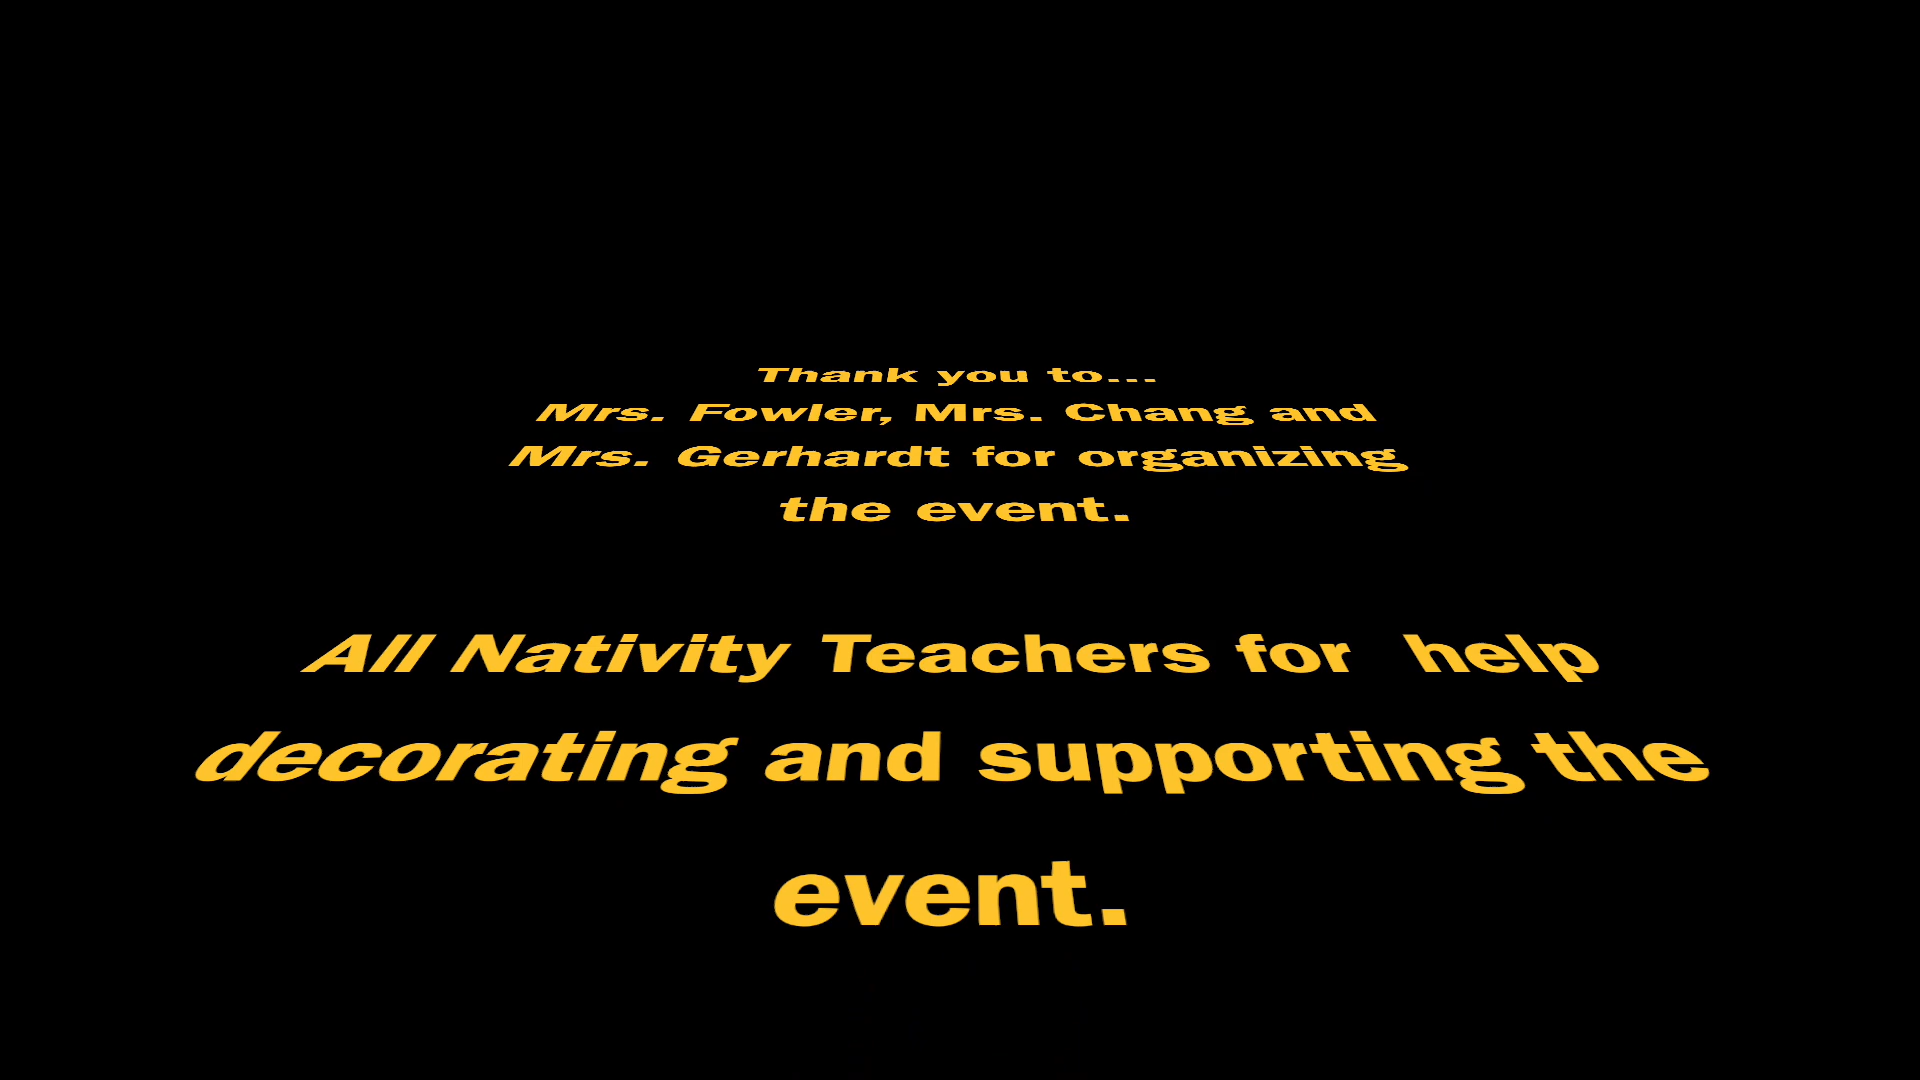 Thank you to...
Mrs. Fowler, Mrs. Chang and
Mrs. Gerhardt for organizing
the event.
All Nativity Teachers for help
decorating and supporting the
event.